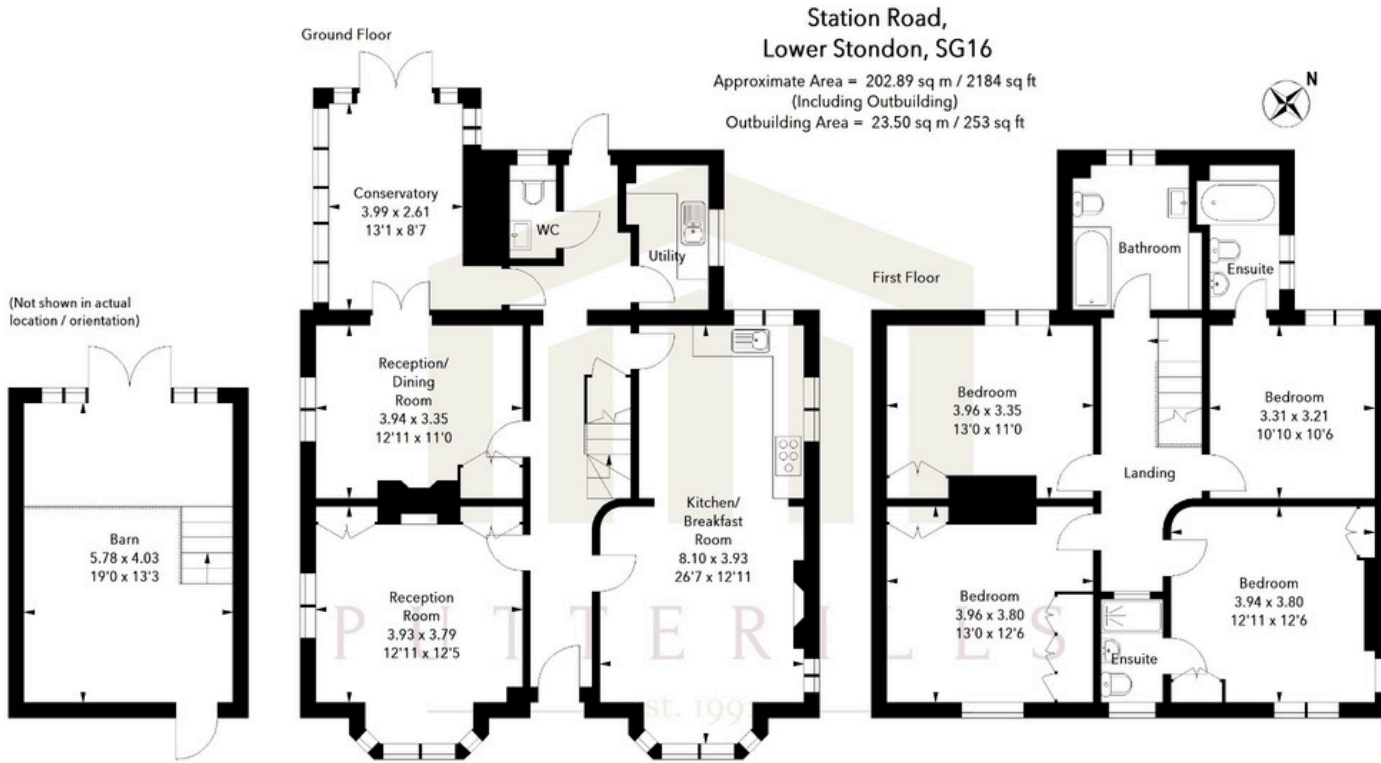 Station Road,
Lower Stondon, SG16
Approximate Area = 202.89 sq m / 2184 sq ft
(Including Outbuilding)
Outbuilding Area = 23.50 sq m / 253 sq ft
N
Ground Floor
Conservatory
3.99 x 2.61
13'1 x 8'7
WC
Utility
Reception/
Dining
Room
3.94 x 3.35
12'11 x 11'0
Reception
Room
3.93 x 3.79
12'11 x 12'5
Kitchen/
Breakfast
Room
8.10 x 3.93
26'7 x 12'11
(Not shown in actual
location / orientation)
Barn
5.78 x 4.03
19'0 x 13'3
First Floor
Bathroom
Ensuite
Bedroom
3.96 x 3.35
13'0 x 11'0
Bedroom
3.31 x 3.21
10'10 x 10'6
Landing
Bedroom
3.96 x 3.80
13'0 x 12'6
Ensuite
Bedroom
3.94 x 3.80
12'11 x 12'6
PUTTERILLS